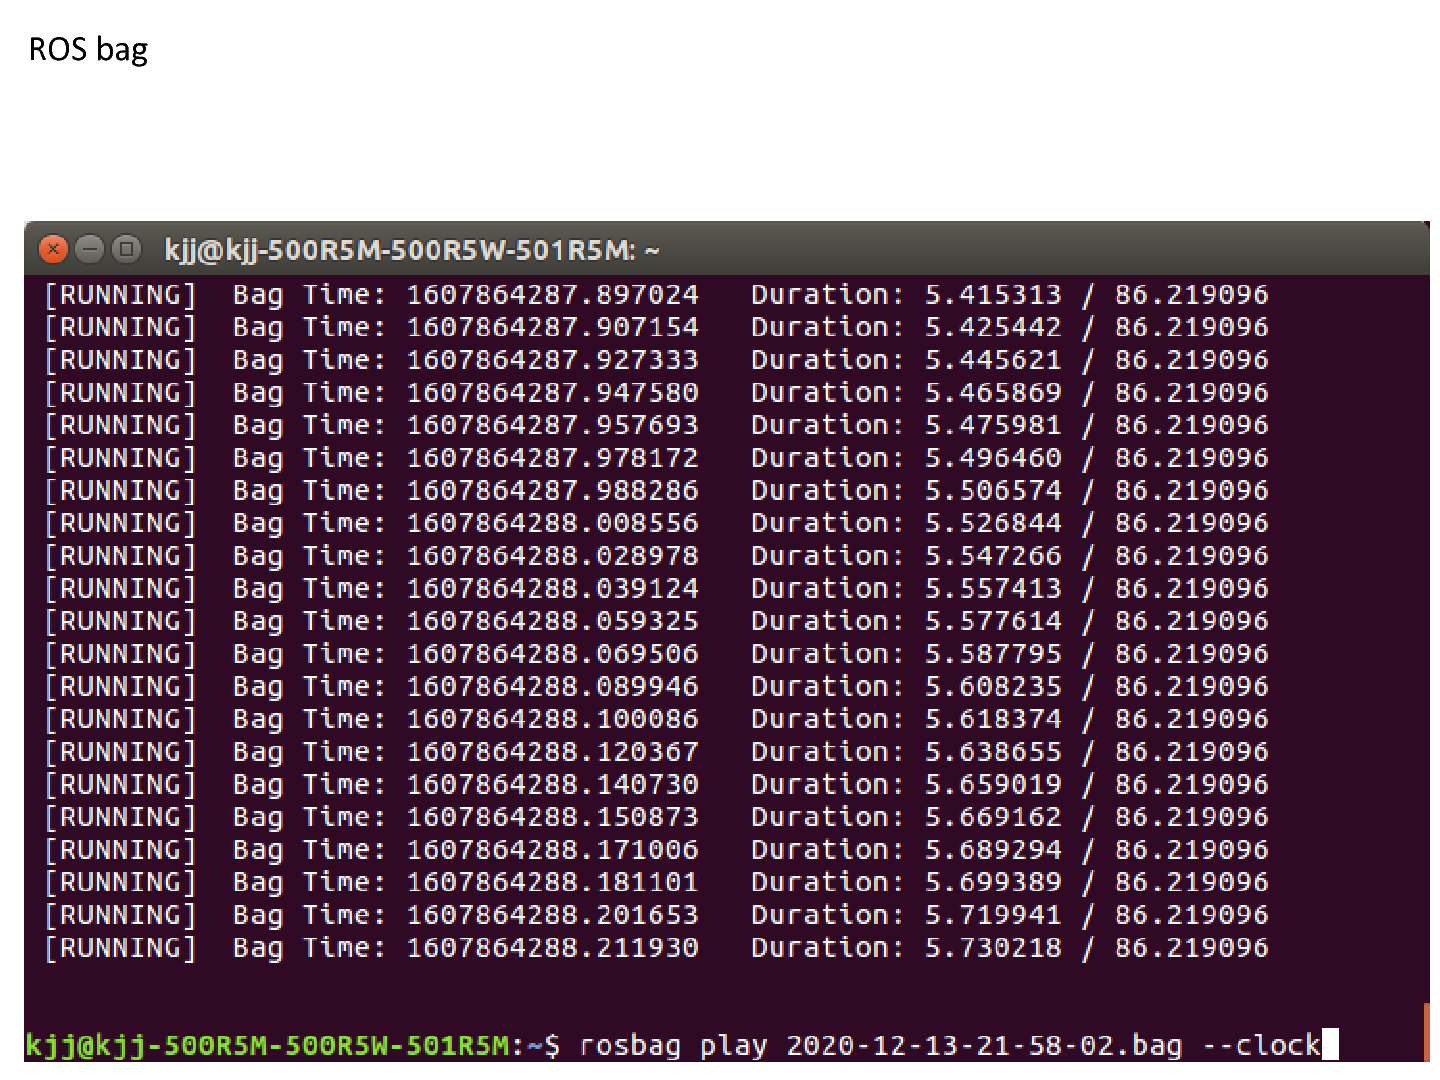 ROS bag
kjj@kjj-500R5M-500R5W-501R5M: ~
[RUNNING]  Bag Time: 1607864287.897024   Duration: 5.415313 / 86.219096
[RUNNING]  Bag Time: 1607864287.907154   Duration: 5.425442 / 86.219096
[RUNNING]  Bag Time: 1607864287.927333   Duration: 5.445621 / 86.219096
[RUNNING]  Bag Time: 1607864287.947580   Duration: 5.465869 / 86.219096
[RUNNING]  Bag Time: 1607864287.957693   Duration: 5.475981 / 86.219096
[RUNNING]  Bag Time: 1607864287.978172   Duration: 5.496460 / 86.219096
[RUNNING]  Bag Time: 1607864287.988286   Duration: 5.506574 / 86.219096
[RUNNING]  Bag Time: 1607864288.008556   Duration: 5.526844 / 86.219096
[RUNNING]  Bag Time: 1607864288.028978   Duration: 5.547266 / 86.219096
[RUNNING]  Bag Time: 1607864288.039124   Duration: 5.557413 / 86.219096
[RUNNING]  Bag Time: 1607864288.059325   Duration: 5.577614 / 86.219096
[RUNNING]  Bag Time: 1607864288.069506   Duration: 5.587795 / 86.219096
[RUNNING]  Bag Time: 1607864288.089946   Duration: 5.608235 / 86.219096
[RUNNING]  Bag Time: 1607864288.100086   Duration: 5.618374 / 86.219096
[RUNNING]  Bag Time: 1607864288.120367   Duration: 5.638655 / 86.219096
[RUNNING]  Bag Time: 1607864288.140730   Duration: 5.659019 / 86.219096
[RUNNING]  Bag Time: 1607864288.150873   Duration: 5.669162 / 86.219096
[RUNNING]  Bag Time: 1607864288.171006   Duration: 5.689294 / 86.219096
[RUNNING]  Bag Time: 1607864288.181101   Duration: 5.699389 / 86.219096
[RUNNING]  Bag Time: 1607864288.201653   Duration: 5.719941 / 86.219096
[RUNNING]  Bag Time: 1607864288.211930   Duration: 5.730218 / 86.219096
kjj@kjj-500R5M-500R5W-501R5M:~$ rosbag play 2020-12-13-21-58-02.bag --clock